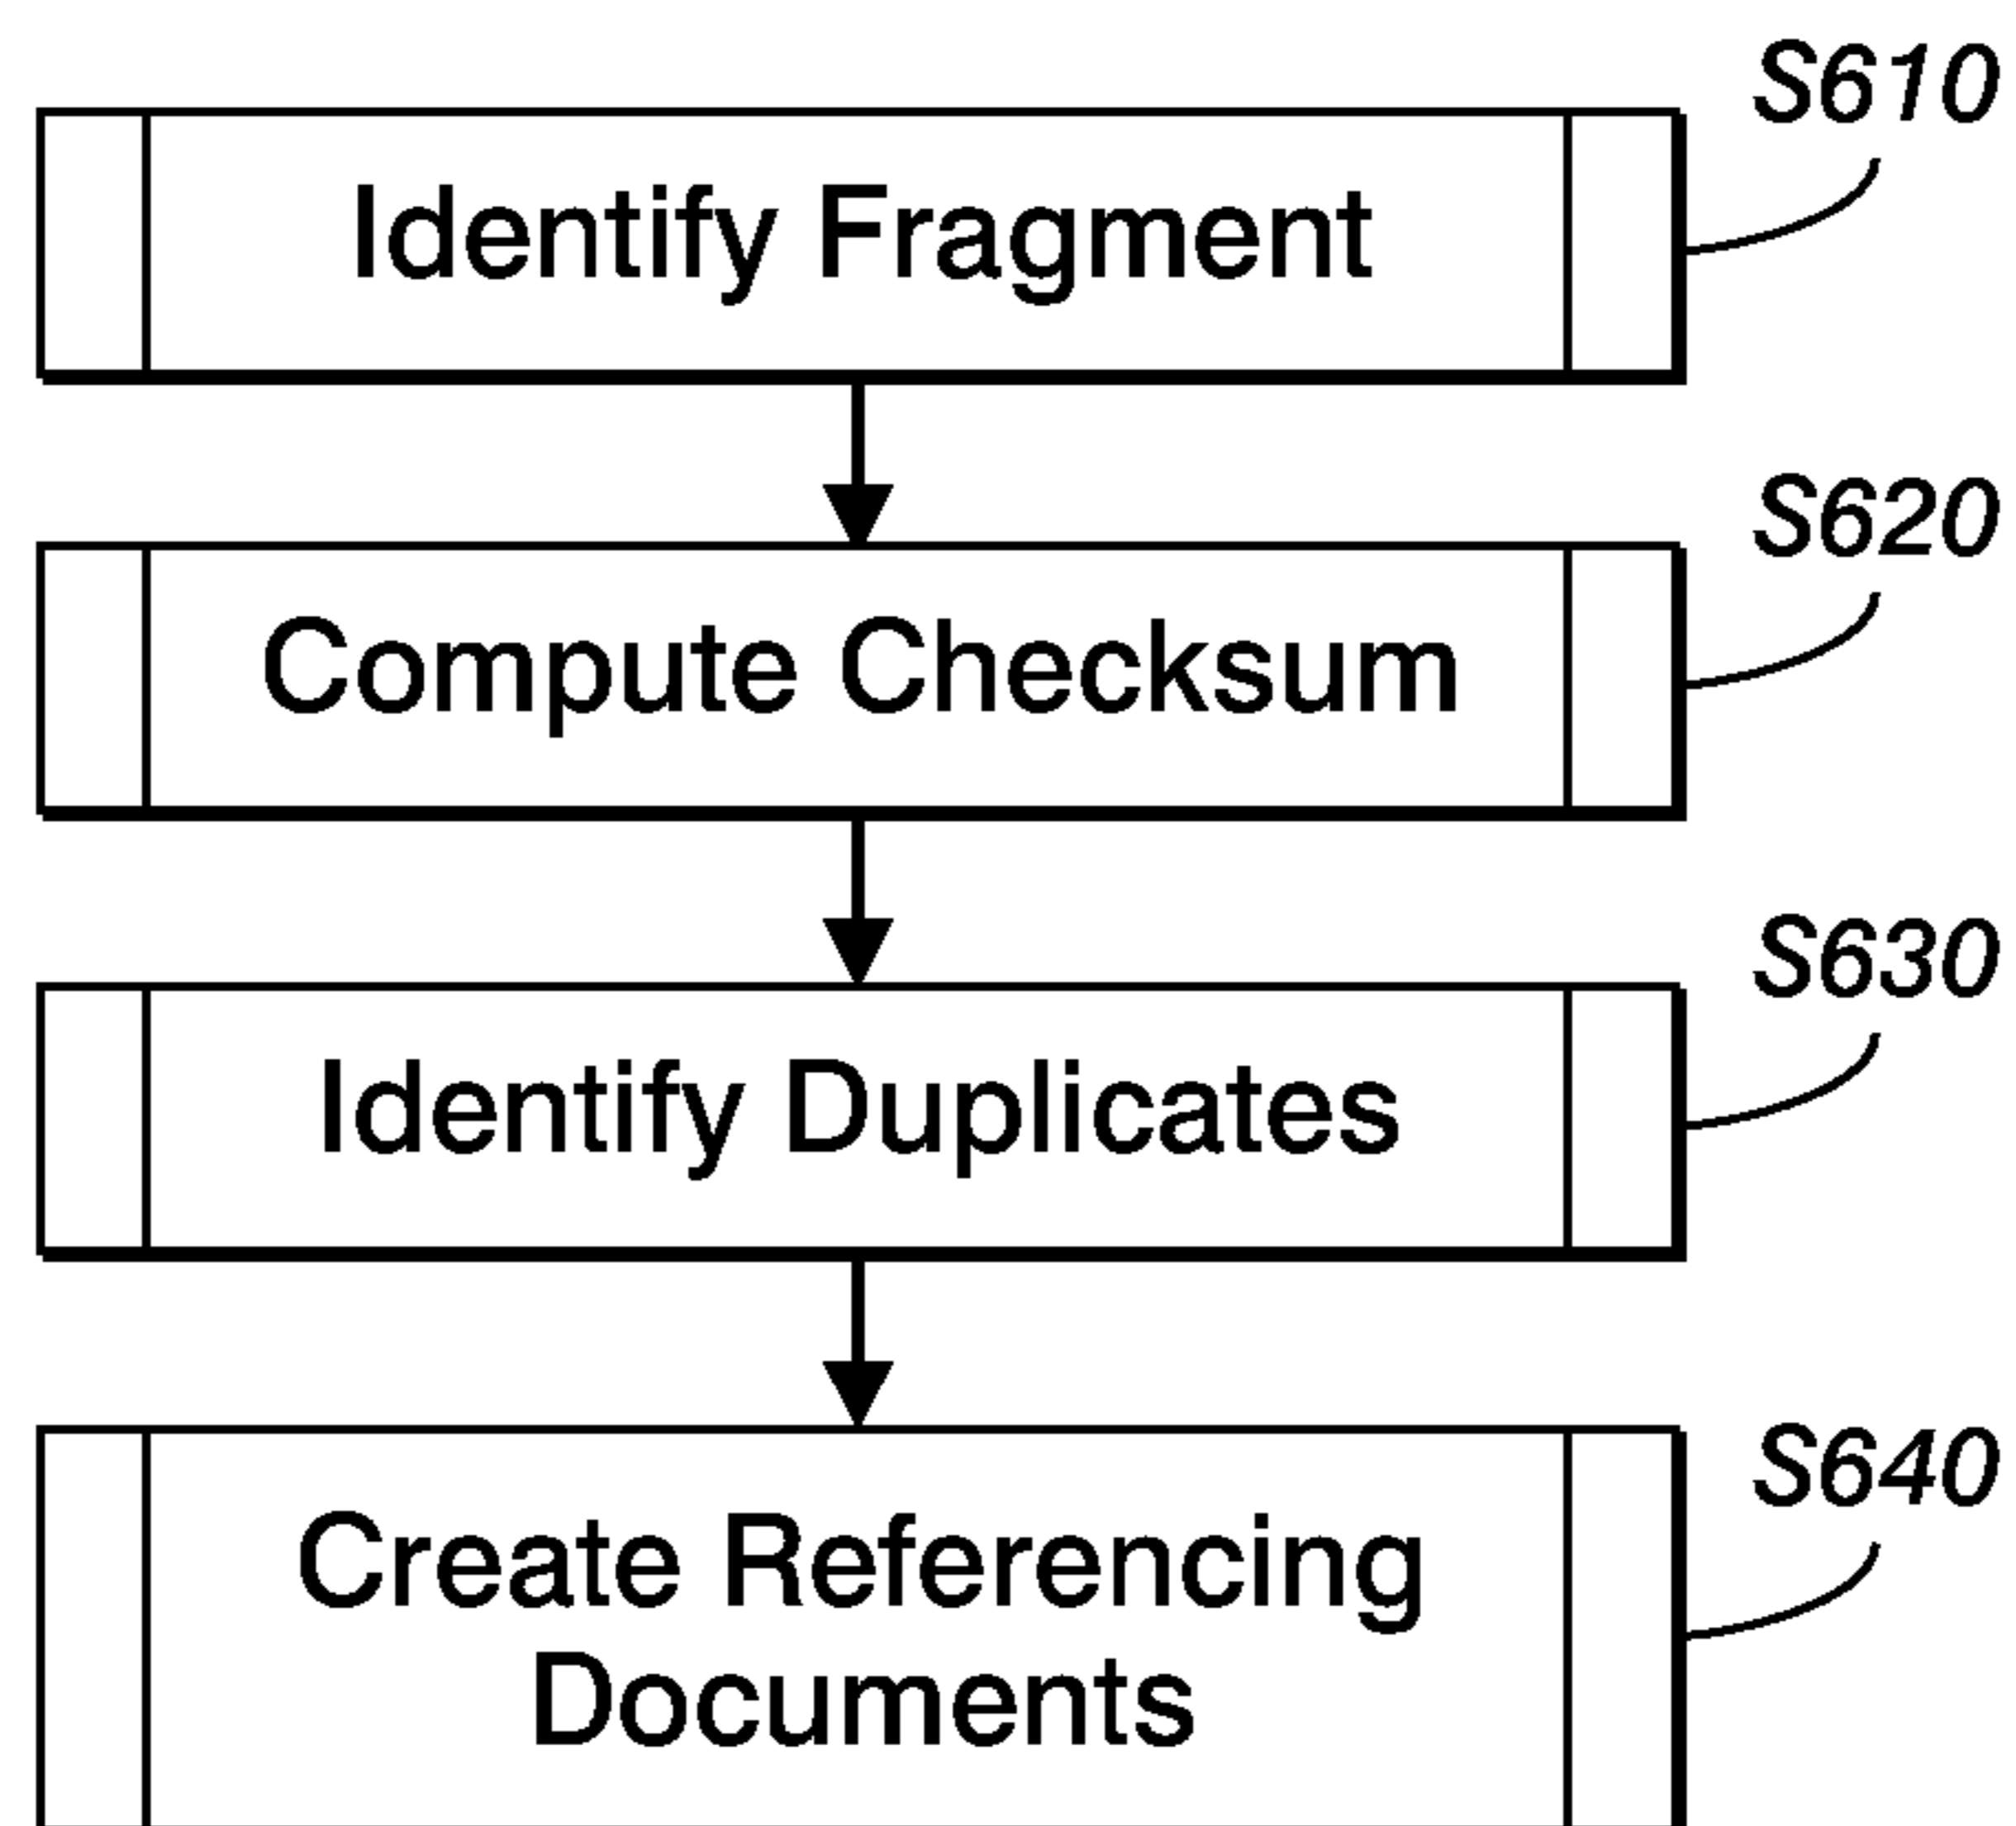 S610
Identify Fragment
S620
Compute Checksum
S630
Identify Duplicates
S640
Create Referencing
Documents